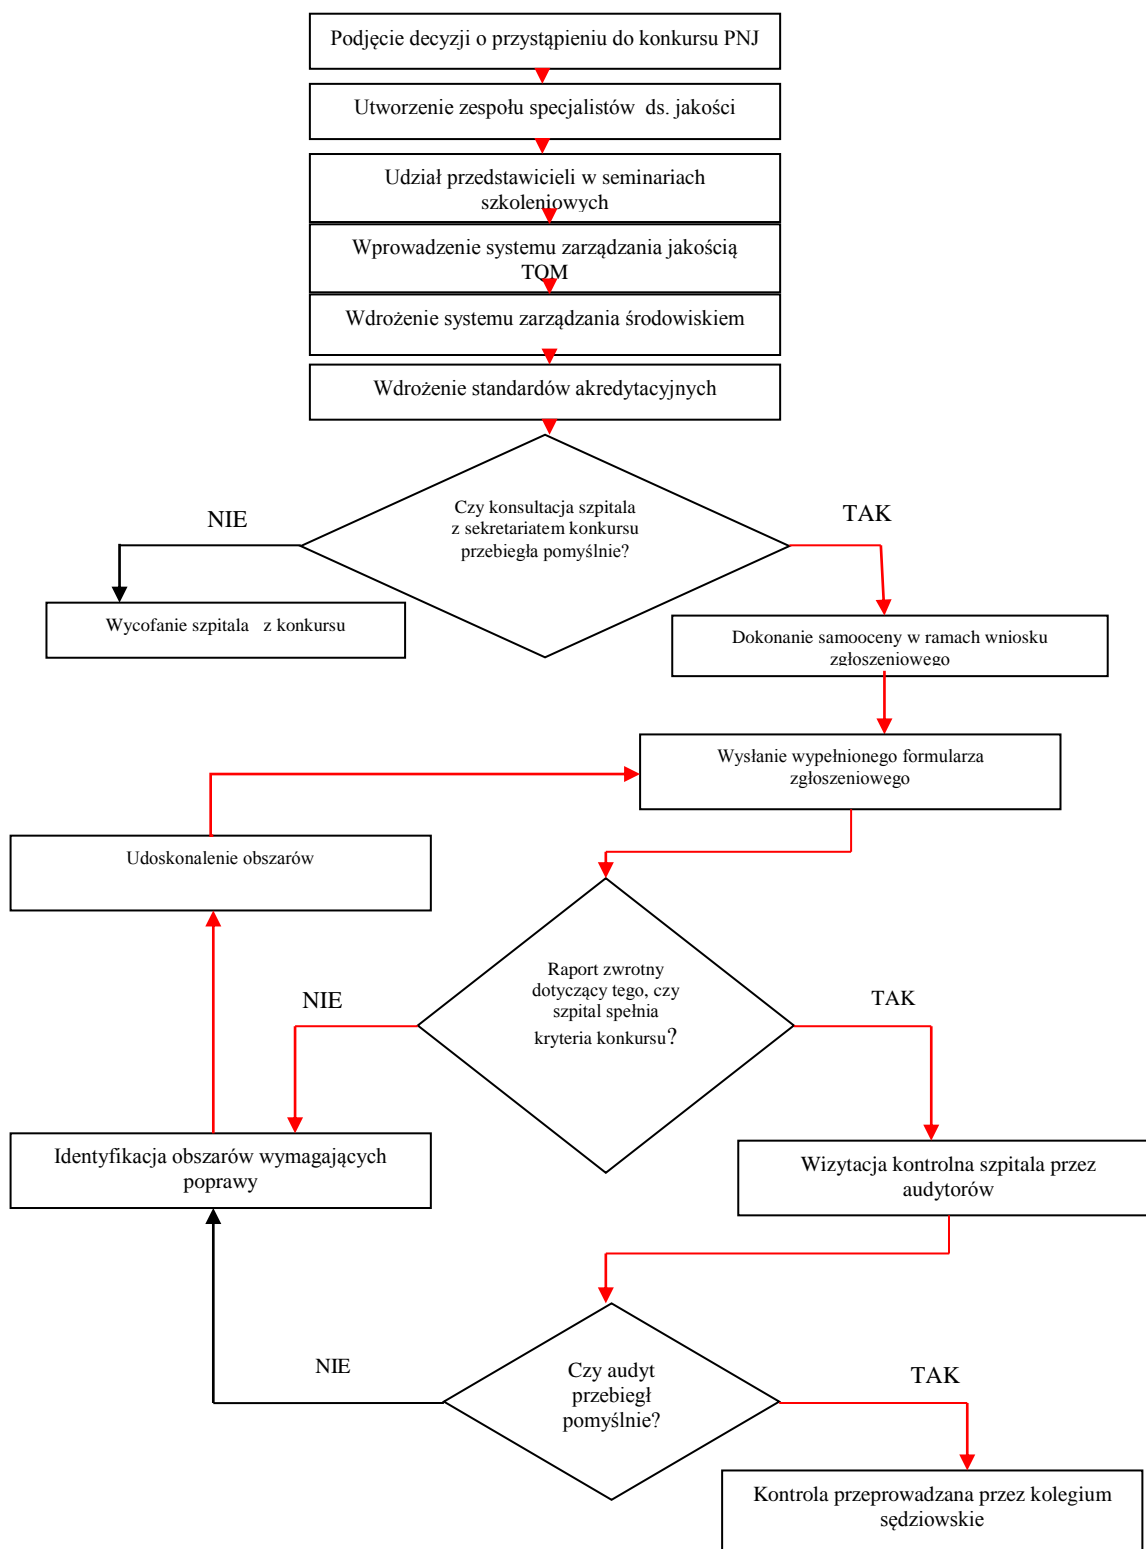 Podjęcie decyzji o przystąpieniu do konkursu PNJ
Utworzenie zespołu specjalistów ds. jakości
Udział przedstawicieli w seminariach
szkoleniowych
Wprowadzenie systemu zarządzania jakością
TQM
Wdrożenie systemu zarządzania środowiskiem
Wdrożenie standardów akredytacyjnych
Czy konsultacja szpitala
z sekretariatem konkursu
przebiegła pomyślnie?
NIE
TAK
Wycofanie szpitala z konkursu
Dokonanie samooceny w ramach wniosku
zgłoszeniowego
Wysłanie wypełnionego formularza
zgłoszeniowego
Udoskonalenie obszarów
Raport zwrotny
dotyczący tego, czy
szpital spełnia
kryteria konkursu?
NIE
TAK
Identyfikacja obszarów wymagających
poprawy
Wizytacja kontrolna szpitala przez
audytorów
Czy audyt
przebiegł
pomyślnie?
NIE
TAK
Kontrola przeprowadzana przez kolegium
sędziowskie